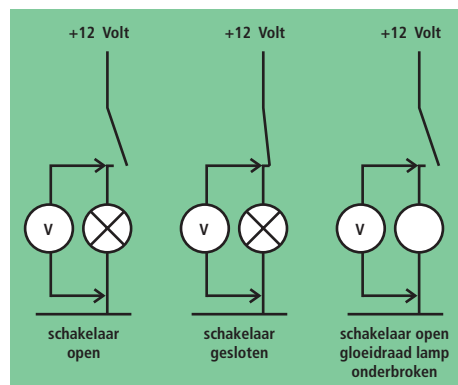 +12 Volt
+12 Volt
+12 Volt
V
V
V
schakelaar
open
schakelaar
gesloten
schakelaar open
gloeidraad lamp
onderbroken